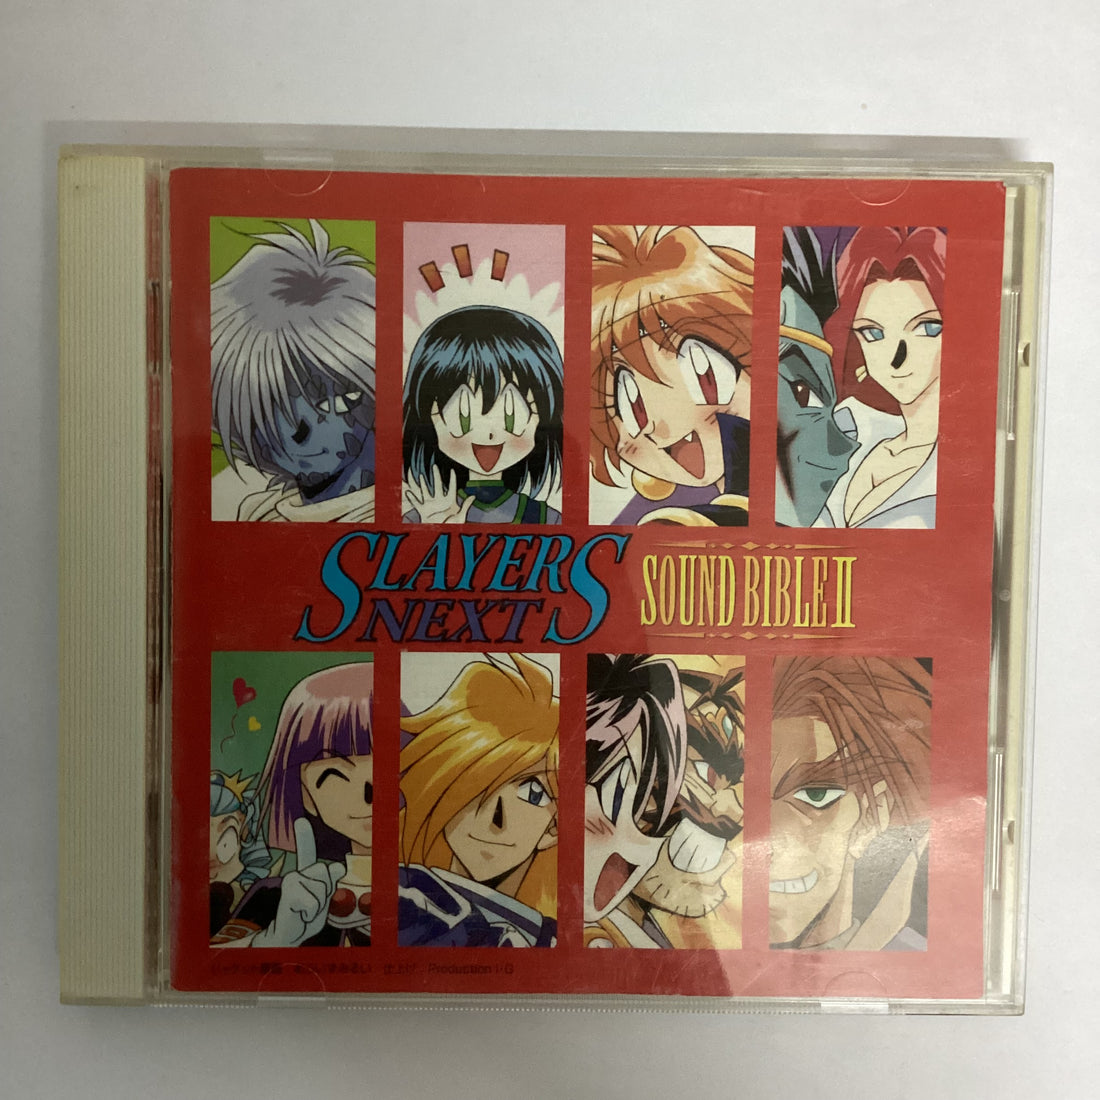 SLAYERS
NEXT
SOUND BIBLE II
Production I·G